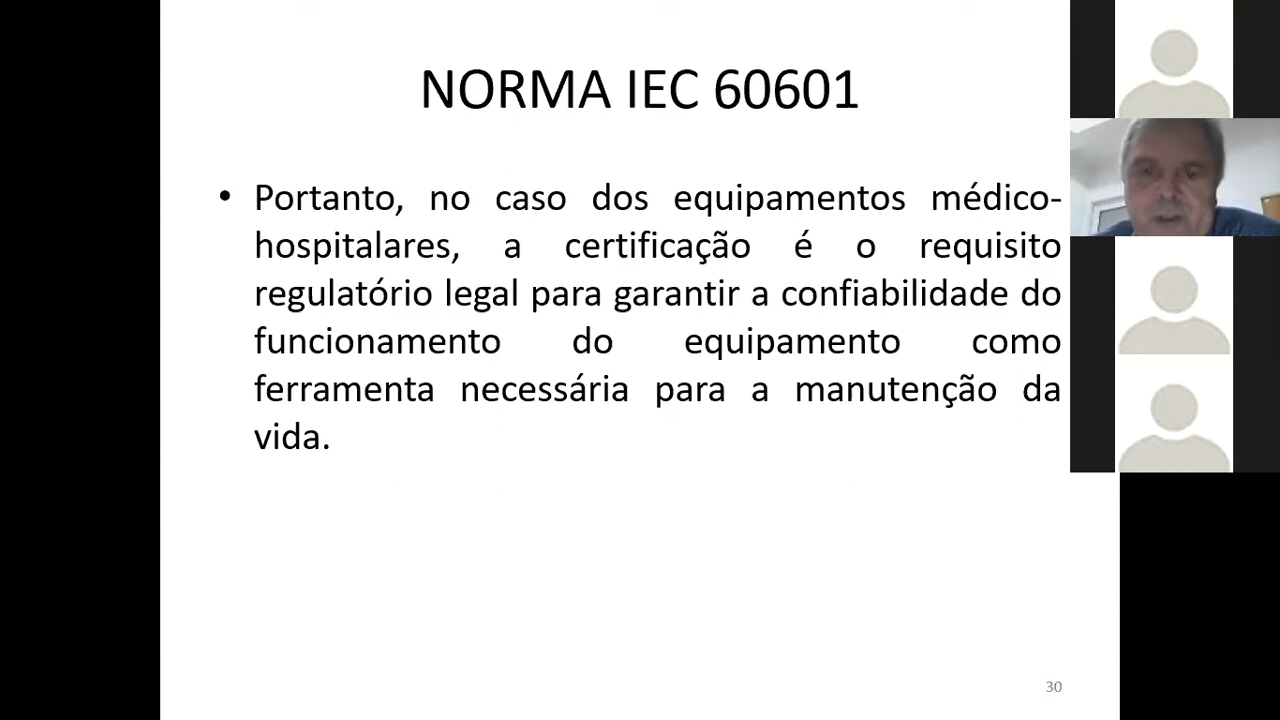 NORMA IEC 60601
• Portanto, no caso dos equipamentos médico-
hospitalares, a certificação é o requisito
regulatório legal para garantir a confiabilidade do
funcionamento do equipamento como
ferramenta necessária para a manutenção da
vida.
30